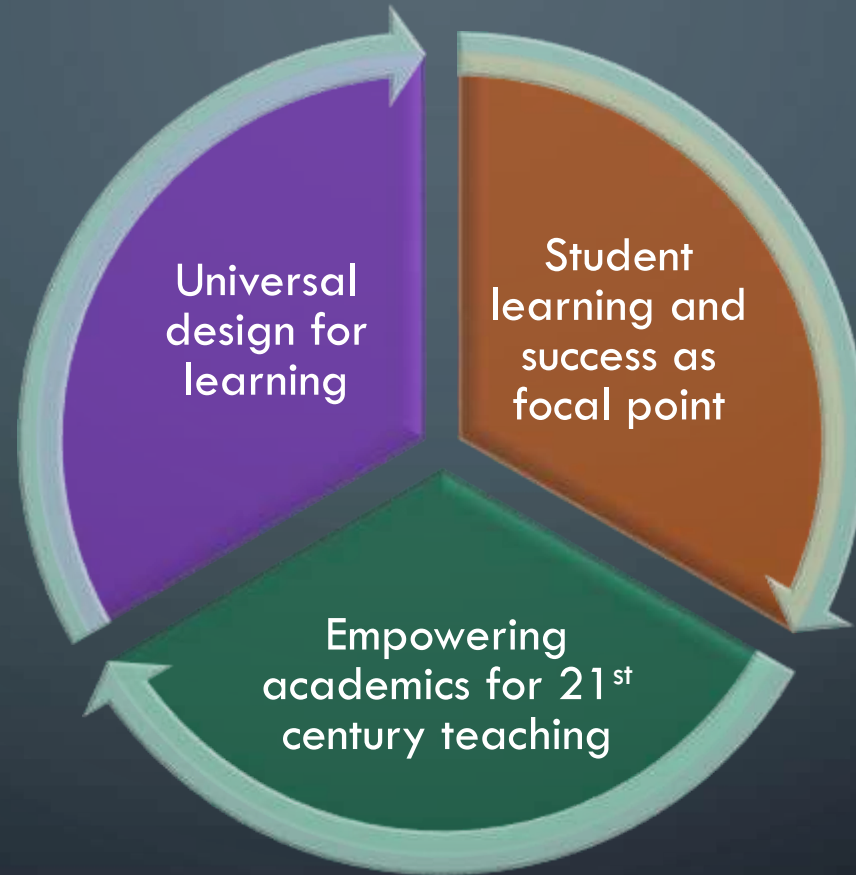 Universal
design for
learning
Student
learning and
success as
focal point
Empowering
academics for 21st
century teaching